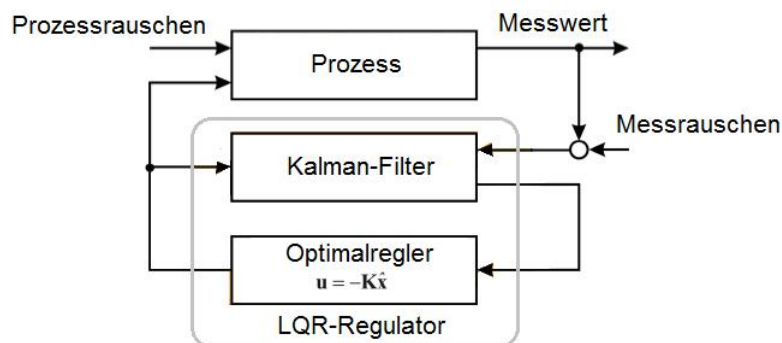 Prozessrauschen
Messwert
Prozess
Messrauschen
Kalman-Filter
Optimalregler
u = −Kx̂
LQR-Regulator